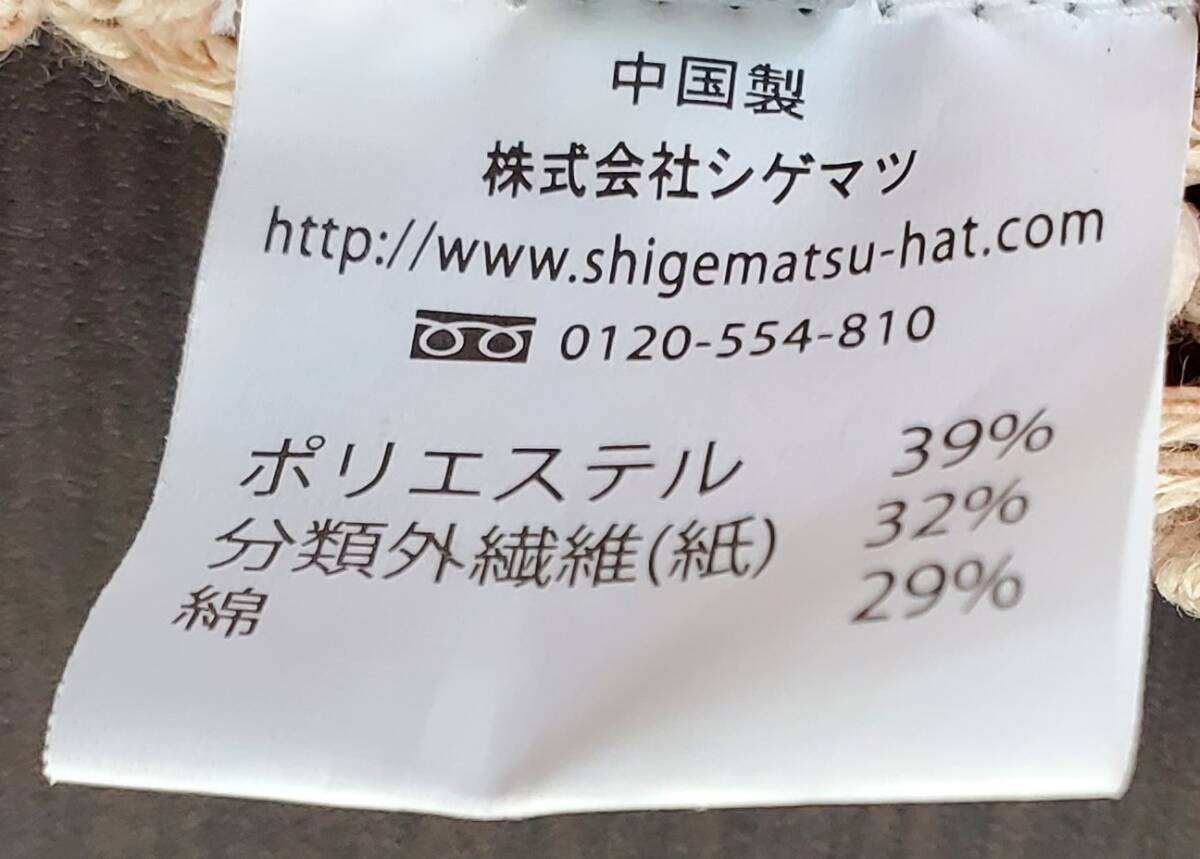 中国製
株式会社シゲマツ
http://www.shigematsu-hat.com
0120-554-810
ポリエステル 39%
分類外繊維(紙) 32%
綿 29%